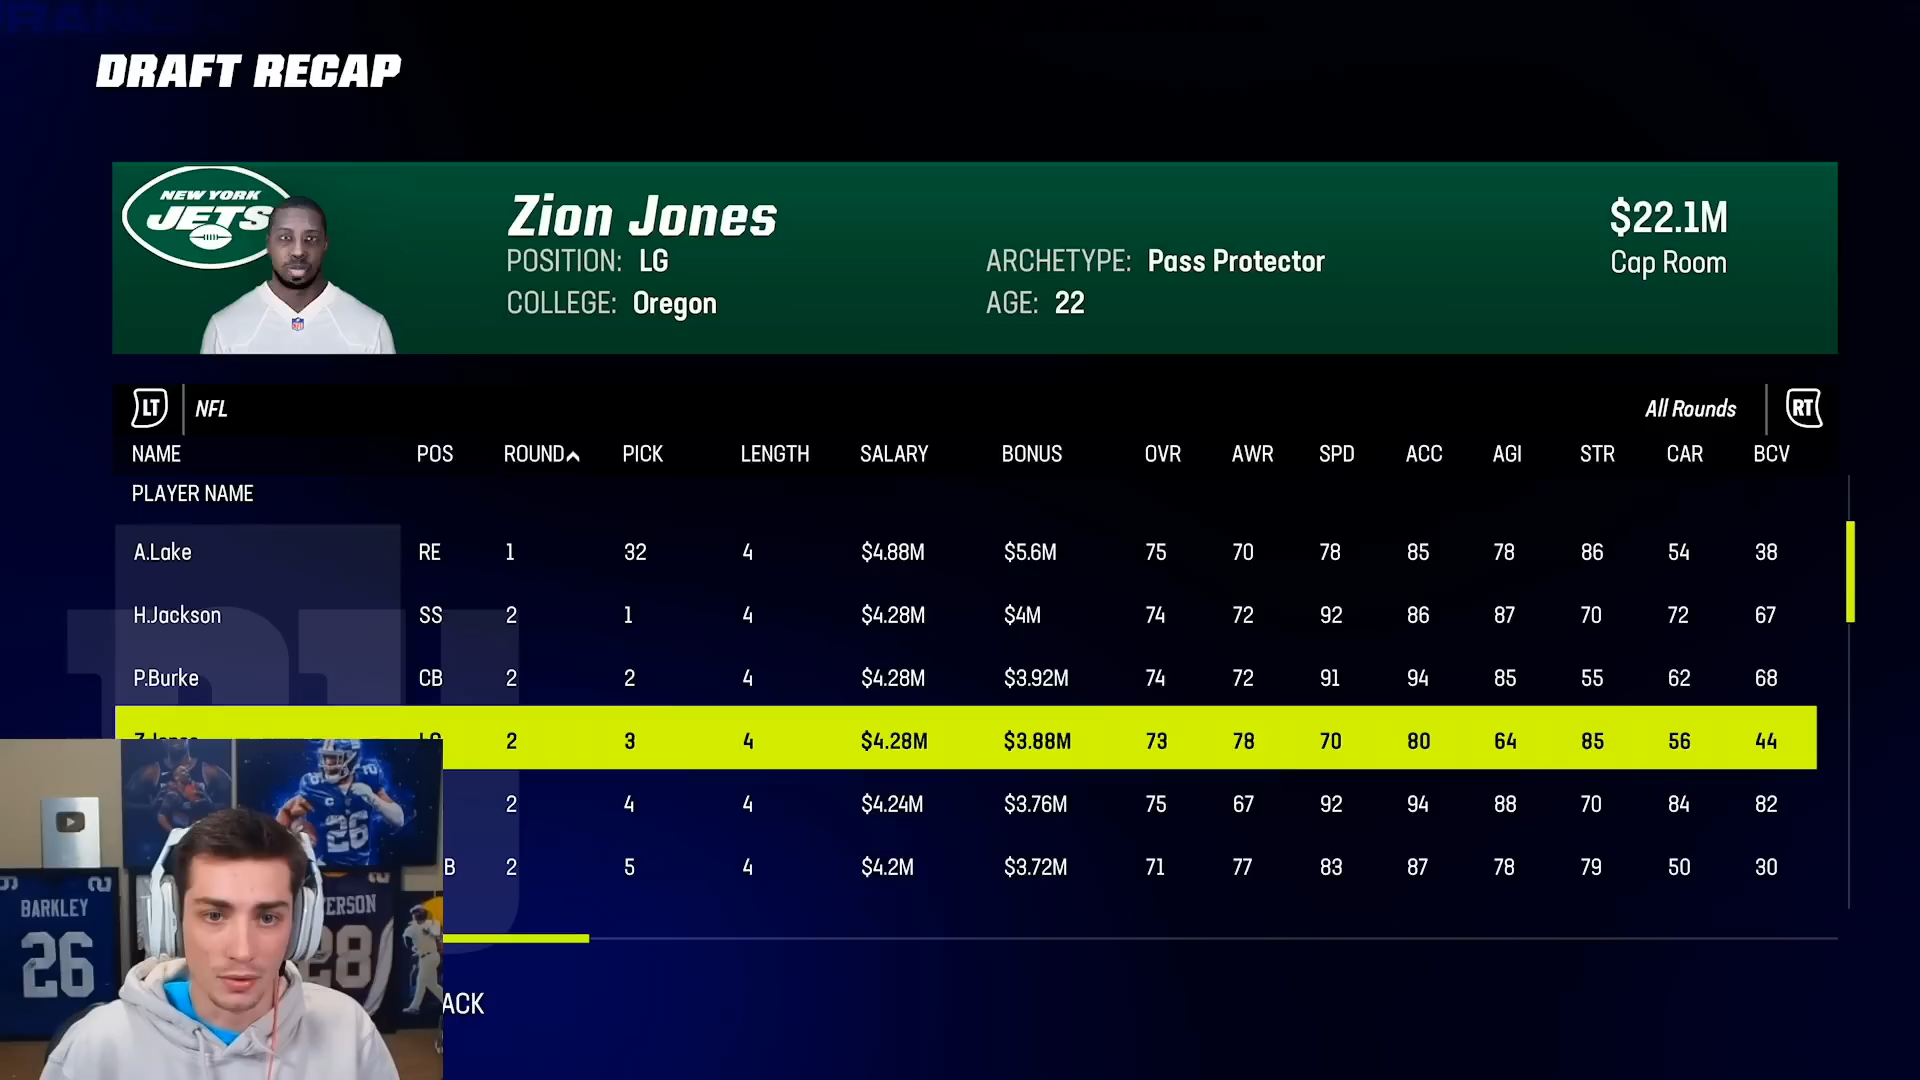 DRAFT RECAP
NEW YORK
JETS
Zion Jones
POSITION: LG
COLLEGE: Oregon
ARCHETYPE: Pass Protector
AGE: 22
$22.1M
Cap Room
LT NFL All Rounds RT
NAME POS ROUND PICK LENGTH SALARY BONUS OVR AWR SPD ACC AGI STR CAR BCV
PLAYER NAME
A.Lake RE 1 32 4 $4.88M $5.6M 75 70 78 85 78 86 54 38
H.Jackson SS 2 1 4 $4.28M $4M 74 72 92 86 87 70 72 67
P.Burke CB 2 2 4 $4.28M $3.92M 74 72 91 94 85 55 62 68
Z.Jones LG 2 3 4 $4.28M $3.88M 73 78 70 80 64 85 56 44
2 4 4 $4.24M $3.76M 75 67 92 94 88 70 84 82
B 2 5 4 $4.2M $3.72M 71 77 83 87 78 79 50 30
ACK
26
BARKLEY
26
ERSON
28